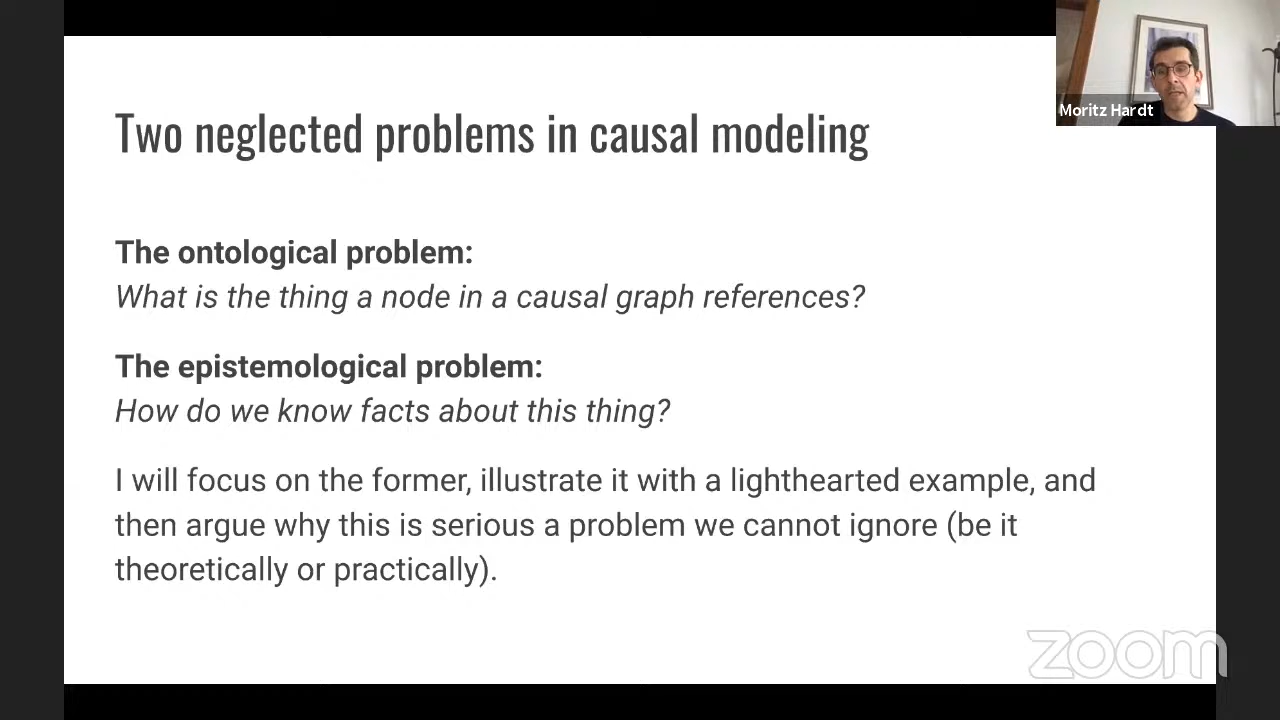 Moritz Hardt
Two neglected problems in causal modeling
The ontological problem:
What is the thing a node in a causal graph references?
The epistemological problem:
How do we know facts about this thing?
I will focus on the former, illustrate it with a lighthearted example, and
then argue why this is serious a problem we cannot ignore (be it
theoretically or practically).
zoom